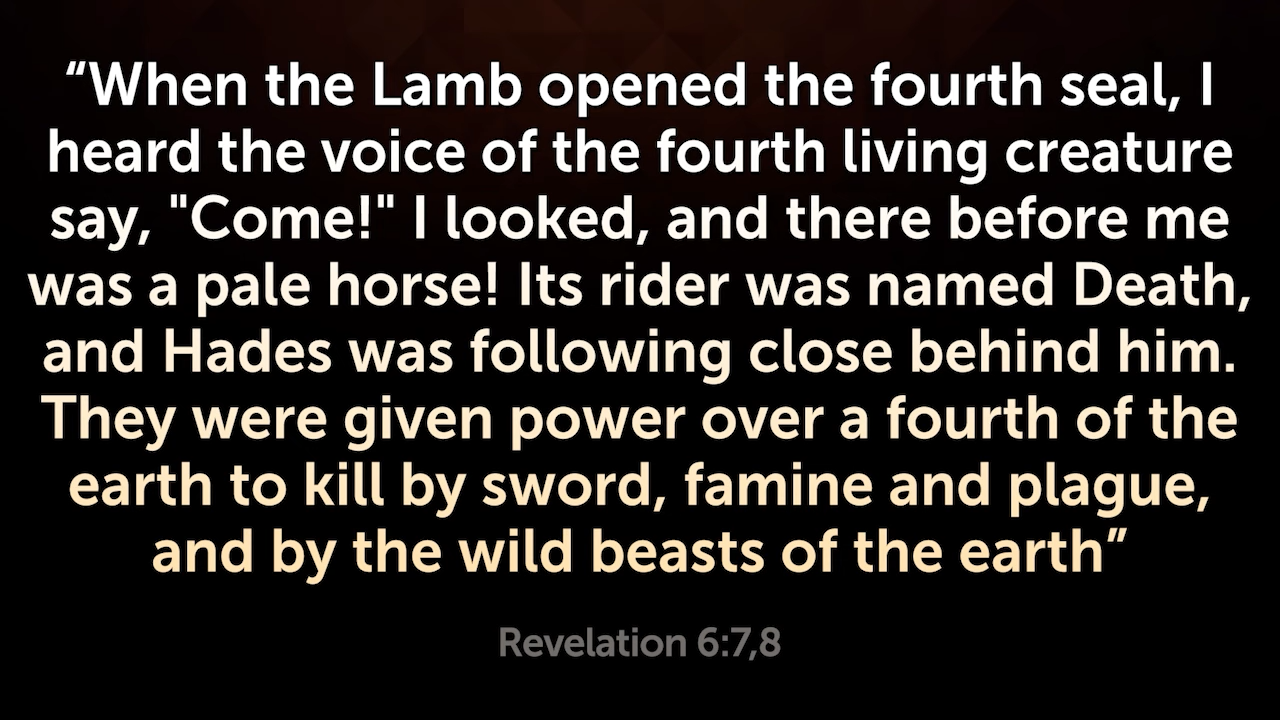 “When the Lamb opened the fourth seal, I
heard the voice of the fourth living creature
say, "Come!" I looked, and there before me
was a pale horse! Its rider was named Death,
and Hades was following close behind him.
They were given power over a fourth of the
earth to kill by sword, famine and plague,
and by the wild beasts of the earth”
Revelation 6:7,8